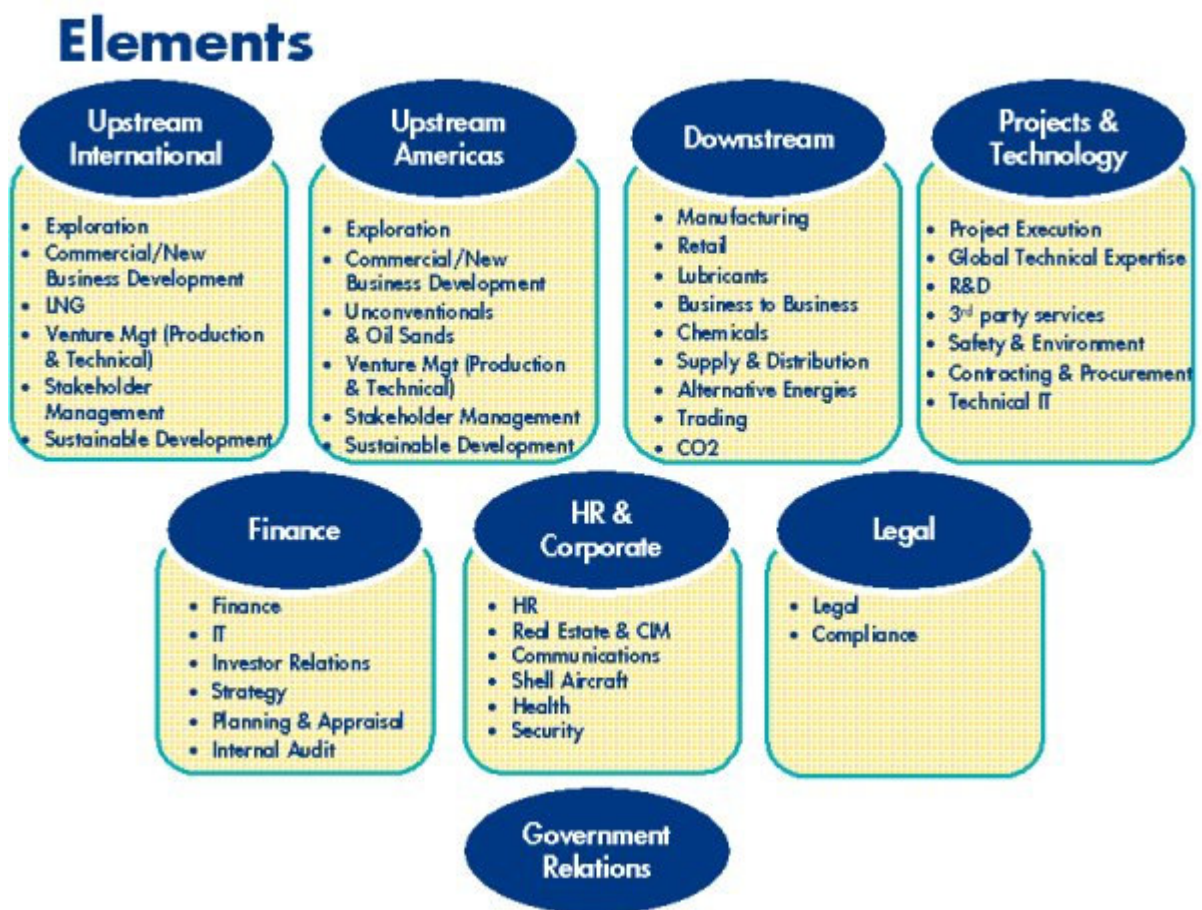 Elements
Upstream
International
• Exploration
• Commercial/New
Business Development
• LNG
• Venture Mgt (Production
& Technical)
• Stakeholder
Management
• Sustainable Development
Upstream
Americas
• Exploration
• Commercial/New
Business Development
• Unconventionals
& Oil Sands
• Venture Mgt (Production
& Technical)
• Stakeholder Management
• Sustainable Development
Downstream
• Manufacturing
• Retail
• Lubricants
• Business to Business
• Chemicals
• Supply & Distribution
• Alternative Energies
• Trading
• CO2
Projects &
Technology
• Project Execution
• Global Technical Expertise
• R&D
• 3rd party services
• Safety & Environment
• Contracting & Procurement
• Technical IT
Finance
• Finance
• IT
• Investor Relations
• Strategy
• Planning & Appraisal
• Internal Audit
HR &
Corporate
• HR
• Real Estate & CIM
• Communications
• Shell Aircraft
• Health
• Security
Legal
• Legal
• Compliance
Government
Relations